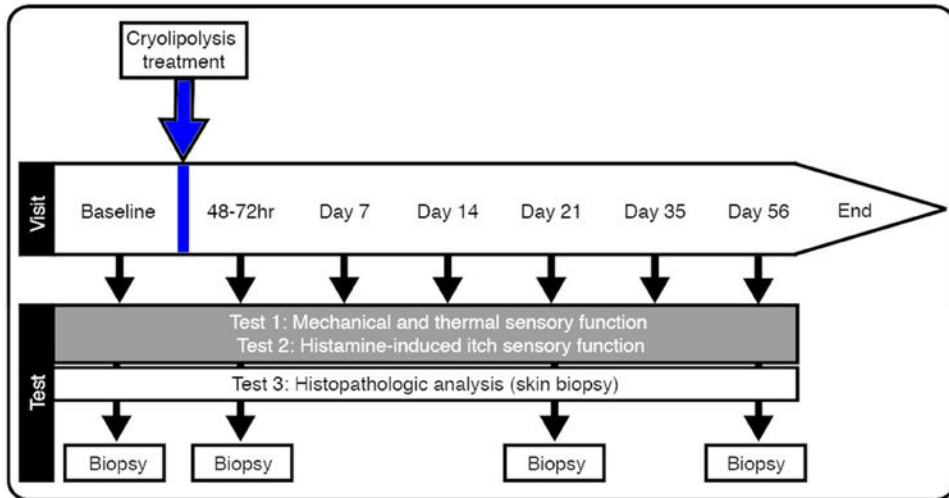 Cryolipolysis
treatment
Visit
Baseline
48-72hr
Day 7
Day 14
Day 21
Day 35
Day 56
End
Test
Test 1: Mechanical and thermal sensory function
Test 2: Histamine-induced itch sensory function
Test 3: Histopathologic analysis (skin biopsy)
Biopsy
Biopsy
Biopsy
Biopsy